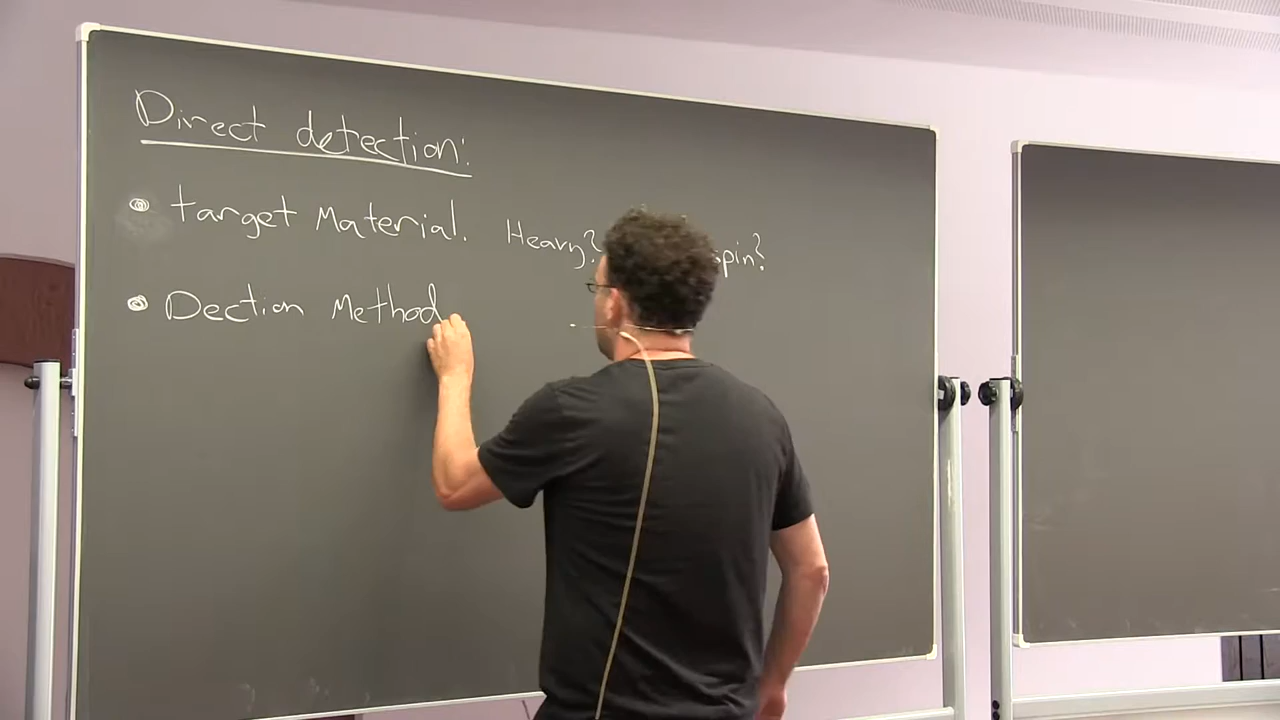 Direct detection:
• target Material. Heavy? spin?
• Dection Method